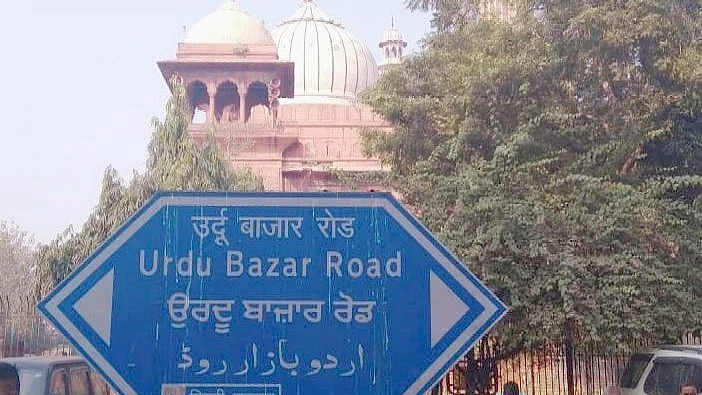 उर्दू बाजार रोड
Urdu Bazar Road
ਉਰਦੂ ਬਾਜ਼ਾਰ ਰੋਡ
اردو بازار روڈ